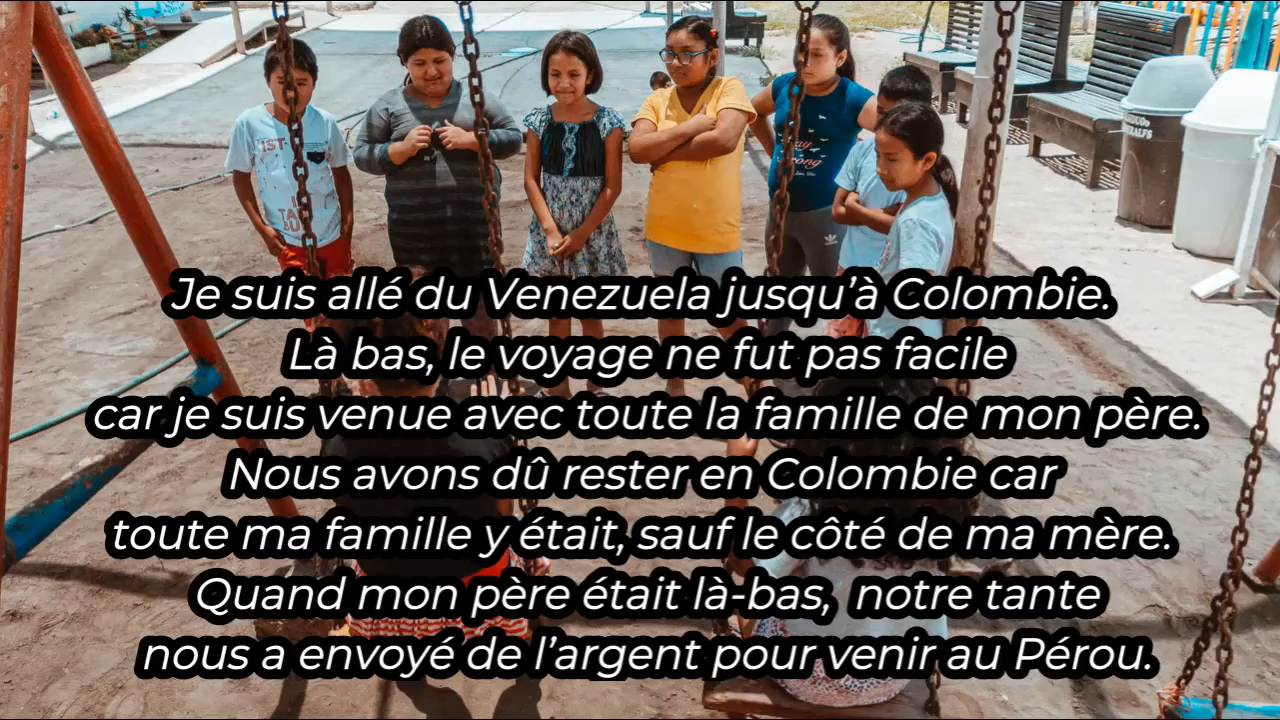 Je suis allé du Venezuela jusqu'à Colombie.
Là bas, le voyage ne fut pas facile
car je suis venue avec toute la famille de mon père.
Nous avons dû rester en Colombie car
toute ma famille y était, sauf le côté de ma mère.
Quand mon père était là-bas, notre tante
nous a envoyé de l'argent pour venir au Pérou.